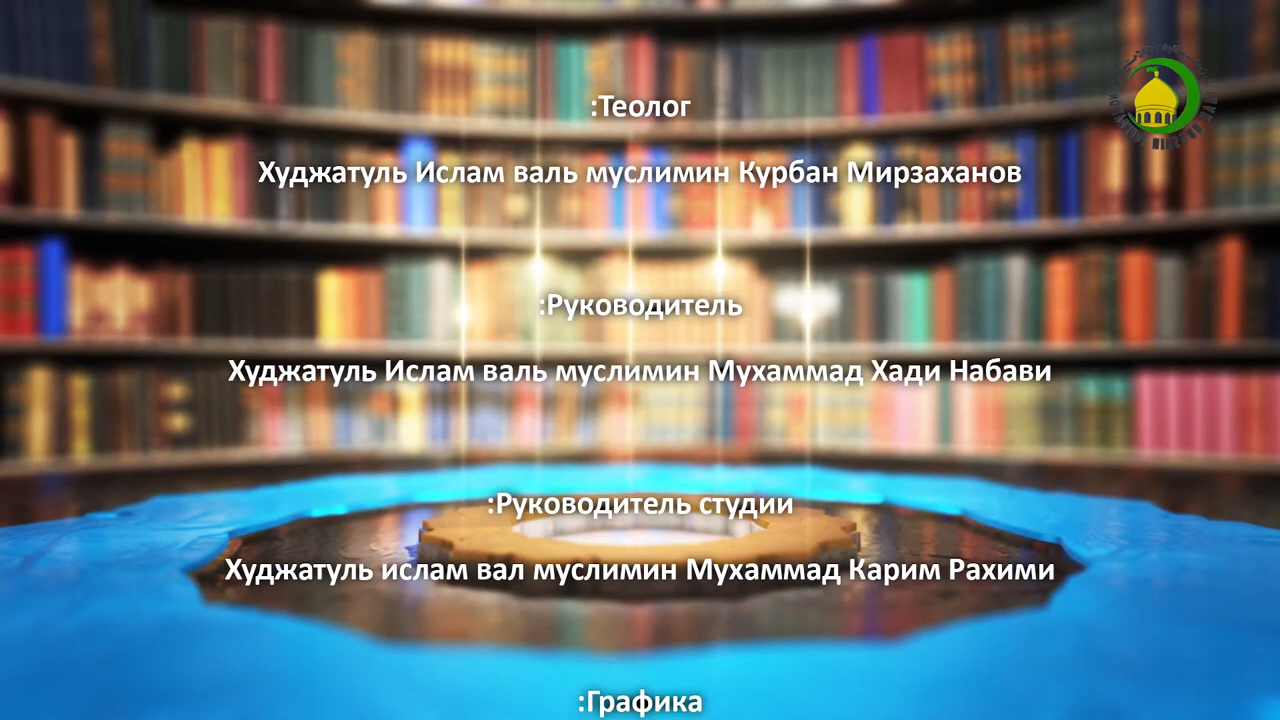 :Теолог
Худжатуль Ислам валь муслимин Курбан Мирзаханов
:Руководитель
Худжатуль Ислам валь муслимин Мухаммад Хади Набави
:Руководитель студии
Худжатуль ислам вал муслимин Мухаммад Карим Рахими
:Графика